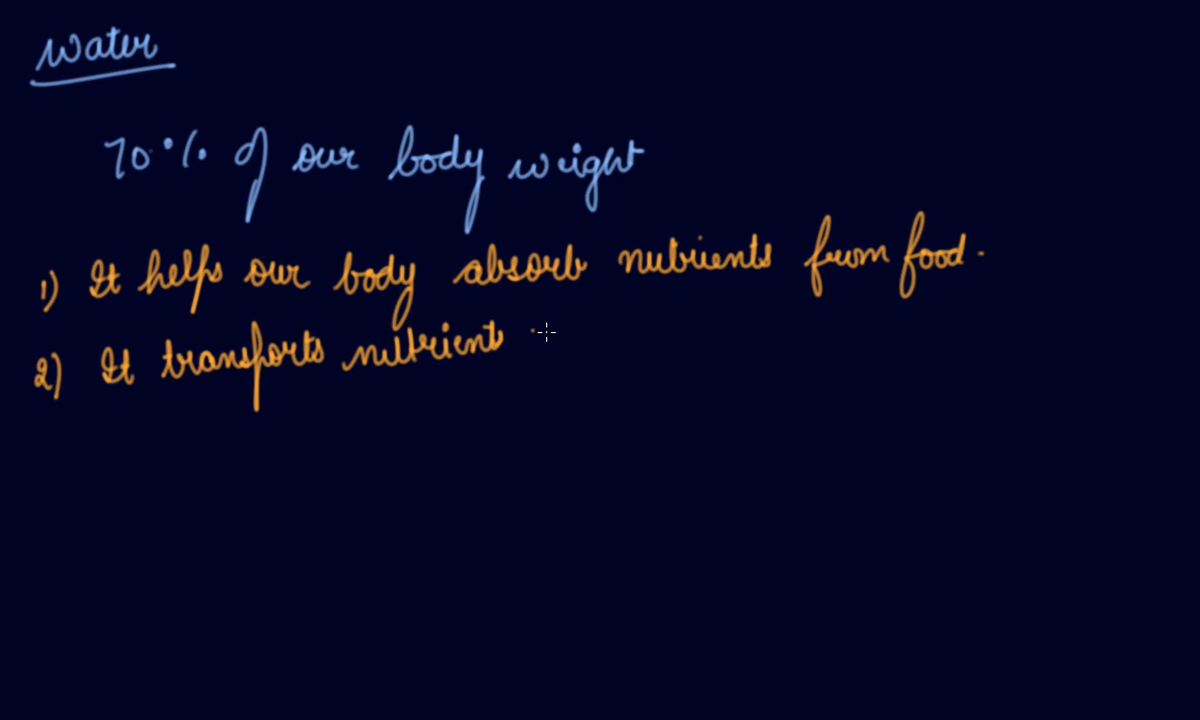 Water
70% of our body weight
1) It helps our body absorb nutrients from food.
2) It transports nutrients